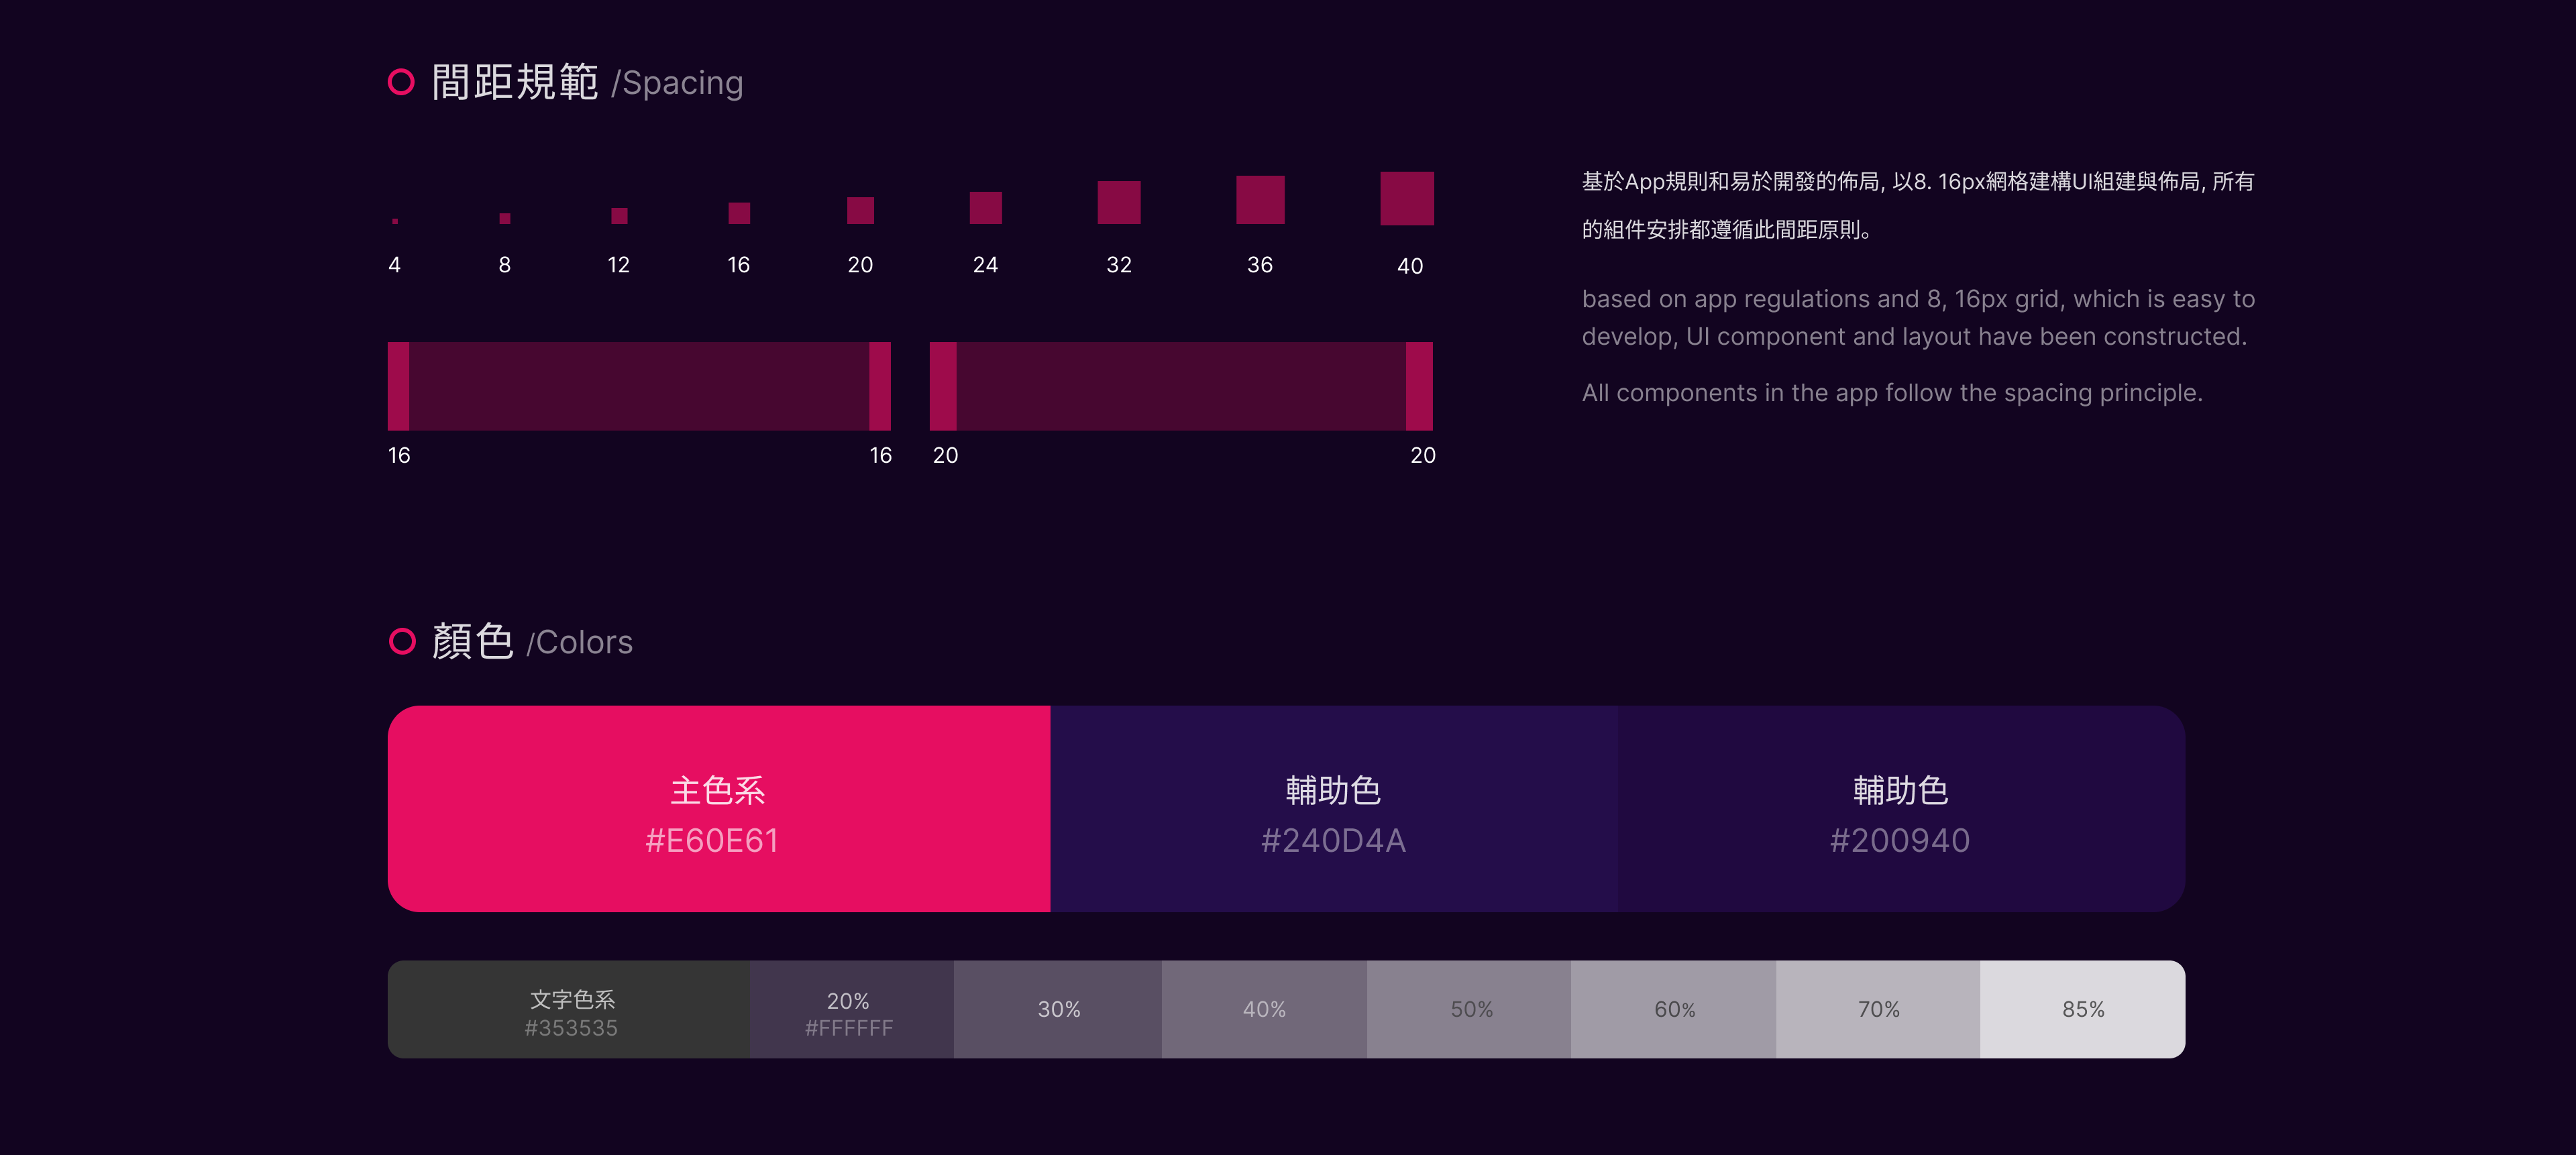 間距規範 /Spacing
4 8 12 16 20 24 32 36 40
16 16 20 20
基於App規則和易於開發的佈局, 以8. 16px網格建構UI組建與佈局, 所有
的組件安排都遵循此間距原則。
based on app regulations and 8, 16px grid, which is easy to
develop, UI component and layout have been constructed.
All components in the app follow the spacing principle.
顏色 /Colors
主色系
#E60E61
輔助色
#240D4A
輔助色
#200940
文字色系
#353535
20%
#FFFFFF
30%
40%
50%
60%
70%
85%